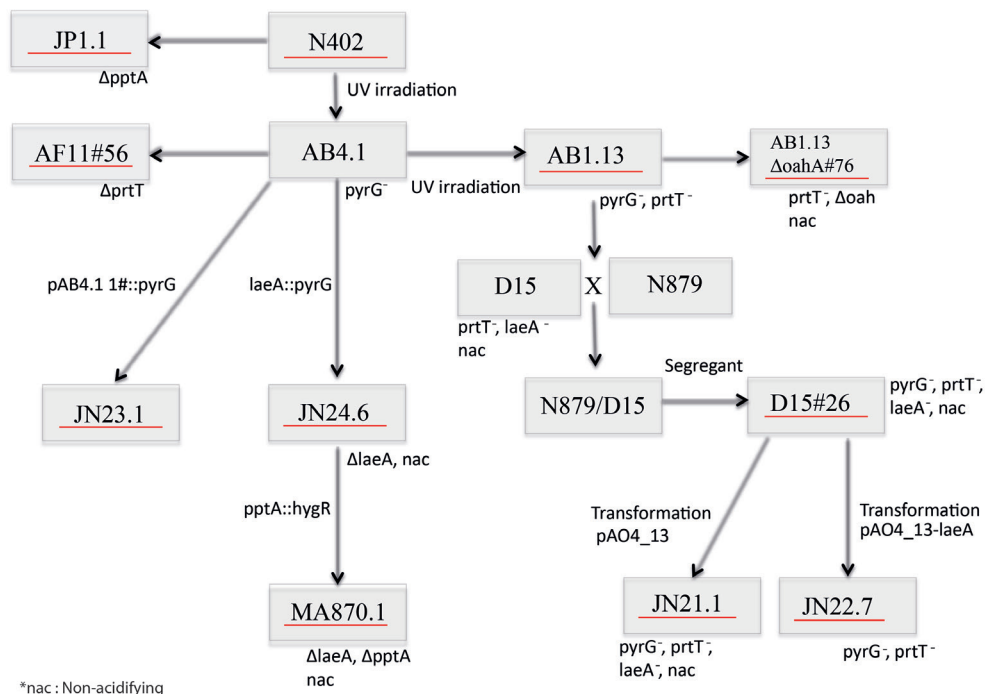 JP1.1
N402
ΔpptA
UV irradiation
AF11#56
AB4.1
AB1.13
AB1.13
ΔoahA#76
ΔprtT
pyrG⁻
UV irradiation
pyrG⁻, prtT⁻
prtT⁻, Δoah
nac
pAB4.1 1#::pyrG
laeA::pyrG
D15
X
N879
prtT⁻, laeA⁻
nac
Segregant
JN23.1
JN24.6
N879/D15
D15#26
pyrG⁻, prtT⁻,
laeA⁻, nac
ΔlaeA, nac
pptA::hygR
Transformation
pAO4_13
Transformation
pAO4_13-laeA
MA870.1
JN21.1
JN22.7
ΔlaeA, ΔpptA
nac
pyrG⁻, prtT⁻,
laeA⁻, nac
pyrG⁻, prtT⁻
*nac : Non-acidifying